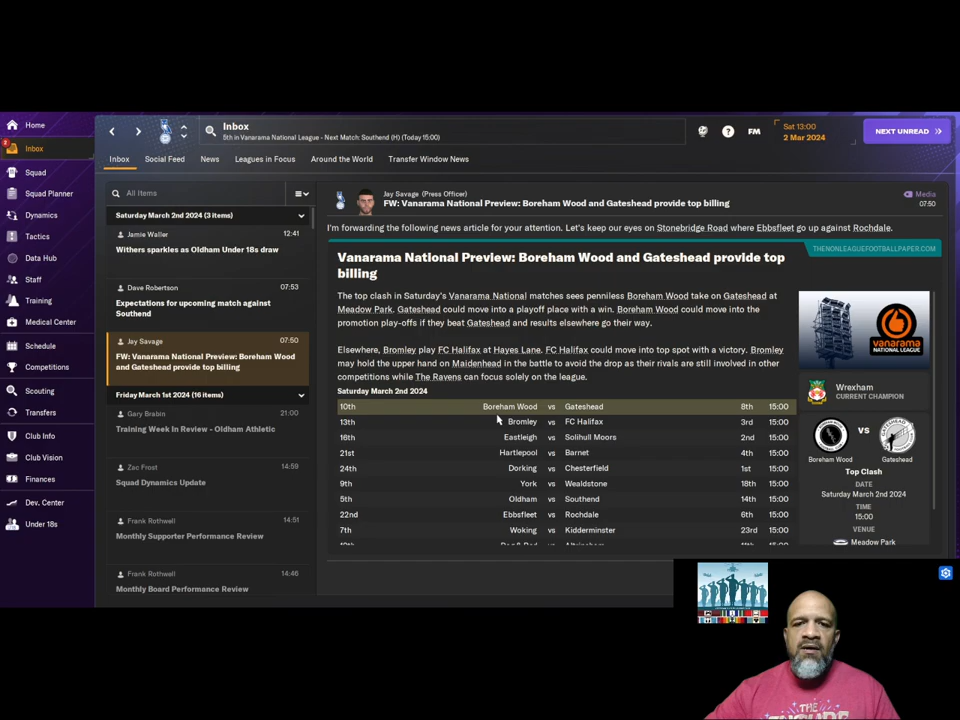 Home
Inbox
Squad
Squad Planner
Dynamics
Tactics
Data Hub
Staff
Training
Medical Center
Schedule
Competitions
Scouting
Transfers
Club Info
Club Vision
Finances
Dev. Center
Under 18s
Inbox
5th in Vanarama National League - Next Match: Southend (H) (Today 15:00)
FM
Sat 13:00
2 Mar 2024
NEXT UNREAD
Inbox Social Feed News Leagues in Focus Around the World Transfer Window News
All Items
Saturday March 2nd 2024 (3 items)
Jamie Waller 12:41
Withers sparkles as Oldham Under 18s draw
Dave Robertson 07:53
Expectations for upcoming match against
Southend
Jay Savage 07:50
FW: Vanarama National Preview: Boreham Wood
and Gateshead provide top billing
Friday March 1st 2024 (16 items)
Gary Brabin 21:00
Training Week In Review - Oldham Athletic
Zec Frost 14:59
Squad Dynamics Update
Frank Rothwell 14:51
Monthly Supporter Performance Review
Frank Rothwell 14:46
Monthly Board Performance Review
Jay Savage (Press Officer)
FW: Vanarama National Preview: Boreham Wood and Gateshead provide top billing
Media
07:50
I'm forwarding the following news article for your attention. Let's keep our eyes on Stonebridge Road where Ebbsfleet go up against Rochdale.
THENONLEAGUEFOOTBALLPAPER.COM
Vanarama National Preview: Boreham Wood and Gateshead provide top
billing
The top clash in Saturday's Vanarama National matches sees penniless Boreham Wood take on Gateshead at
Meadow Park. Gateshead could move into a playoff place with a win. Boreham Wood could move into the
promotion play-offs if they beat Gateshead and results elsewhere go their way.
Elsewhere, Bromley play FC Halifax at Hayes Lane. FC Halifax could move into top spot with a victory. Bromley
may hold the upper hand on Maidenhead in the battle to avoid the drop as their rivals are still involved in other
competitions while The Ravens can focus solely on the league.
Saturday March 2nd 2024
10th Boreham Wood vs Gateshead 8th 15:00
13th Bromley vs FC Halifax 3rd 15:00
16th Eastleigh vs Solihull Moors 2nd 15:00
21st Hartlepool vs Barnet 4th 15:00
24th Dorking vs Chesterfield 1st 15:00
9th York vs Wealdstone 18th 15:00
5th Oldham vs Southend 14th 15:00
22nd Ebbsfleet vs Rochdale 6th 15:00
7th Woking vs Kidderminster 23rd 15:00
vanarama
NATIONAL LEAGUE
Wrexham
CURRENT CHAMPION
VS
Boreham Wood Gateshead
Top Clash
DATE
Saturday March 2nd 2024
TIME
15:00
VENUE
Meadow Park
THE